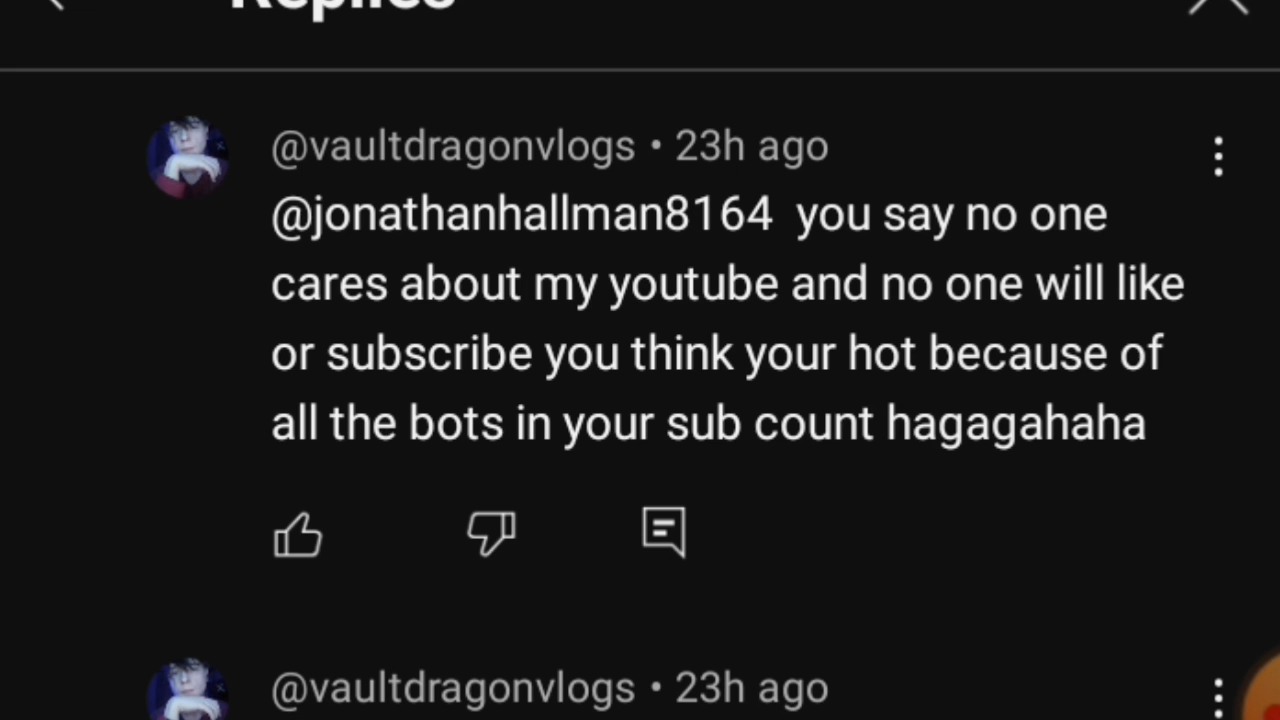 Replies
@vaultdragonvlogs • 23h ago
@jonathanhallman8164 you say no one
cares about my youtube and no one will like
or subscribe you think your hot because of
all the bots in your sub count hagagahaha
@vaultdragonvlogs • 23h ago